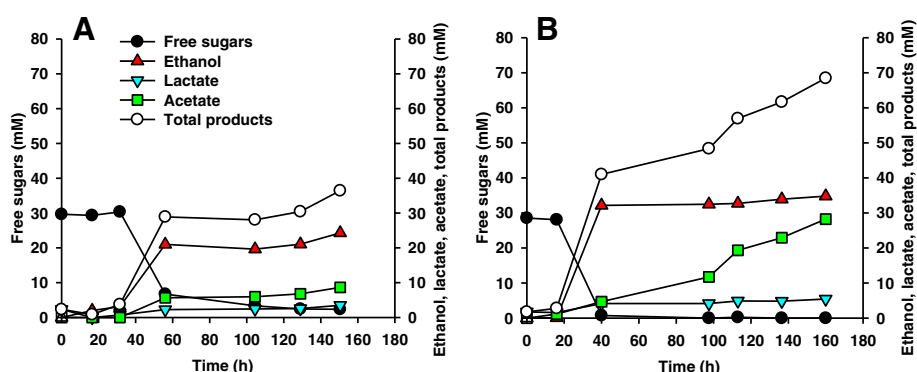 A
B
Free sugars
Ethanol
Lactate
Acetate
Total products
80
70
60
50
40
30
20
10
0
Free sugars (mM)
80
70
60
50
40
30
20
10
0
Ethanol, lactate, acetate, total products (mM)
0 20 40 60 80 100 120 140 160 180
Time (h)
80
70
60
50
40
30
20
10
0
Free sugars (mM)
80
70
60
50
40
30
20
10
0
Ethanol, lactate, acetate, total products (mM)
0 20 40 60 80 100 120 140 160 180
Time (h)